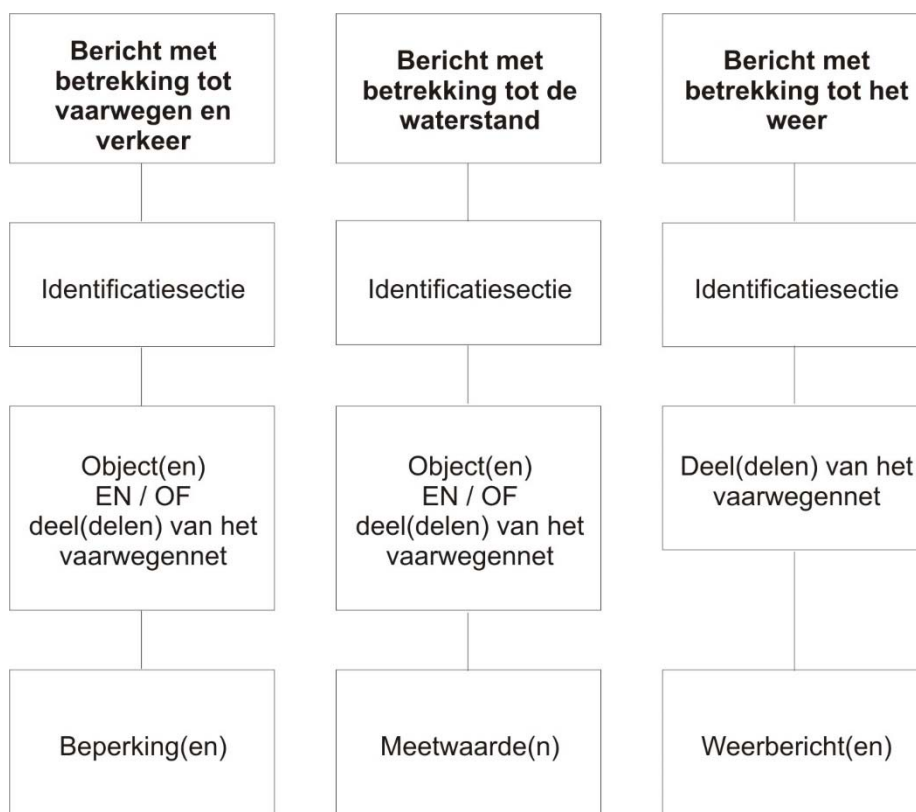 Bericht met
betrekking tot
vaarwegen en
verkeer
Identificatiesectie
Object(en)
EN / OF
deel(delen) van het
vaarwegennet
Beperking(en)
Bericht met
betrekking tot de
waterstand
Identificatiesectie
Object(en)
EN / OF
deel(delen) van het
vaarwegennet
Meetwaarde(n)
Bericht met
betrekking tot het
weer
Identificatiesectie
Deel(delen) van het
vaarwegennet
Weerbericht(en)